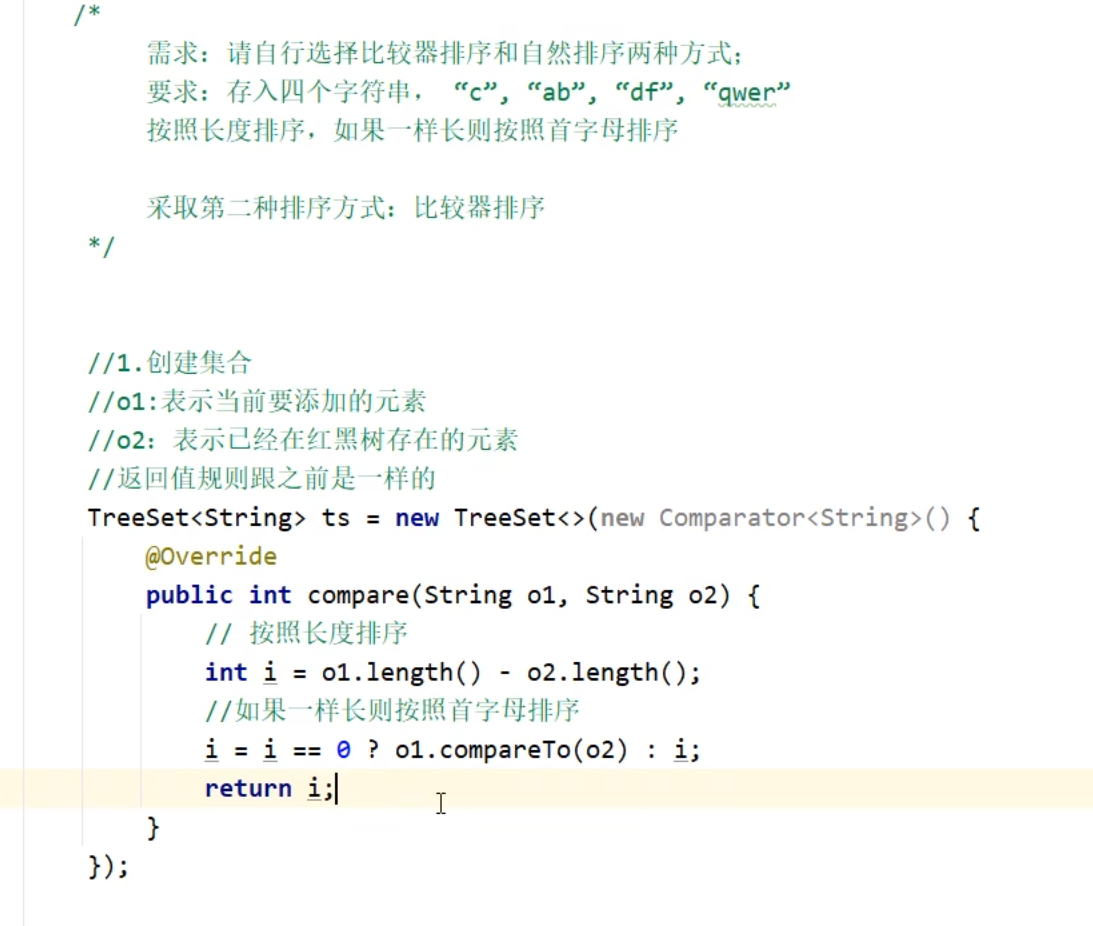 /*
需求：请自行选择比较器排序和自然排序两种方式；
要求：存入四个字符串， “c”, “ab”, “df”, “qwer”
按照长度排序，如果一样长则按照首字母排序
采取第二种排序方式：比较器排序
*/
//1.创建集合
//o1:表示当前要添加的元素
//o2：表示已经在红黑树存在的元素
//返回值规则跟之前是一样的
TreeSet<String> ts = new TreeSet<>(new Comparator<String>() {
@Override
public int compare(String o1, String o2) {
// 按照长度排序
int i = o1.length() - o2.length();
//如果一样长则按照首字母排序
i = i == 0 ? o1.compareTo(o2) : i;
return i;
}
});